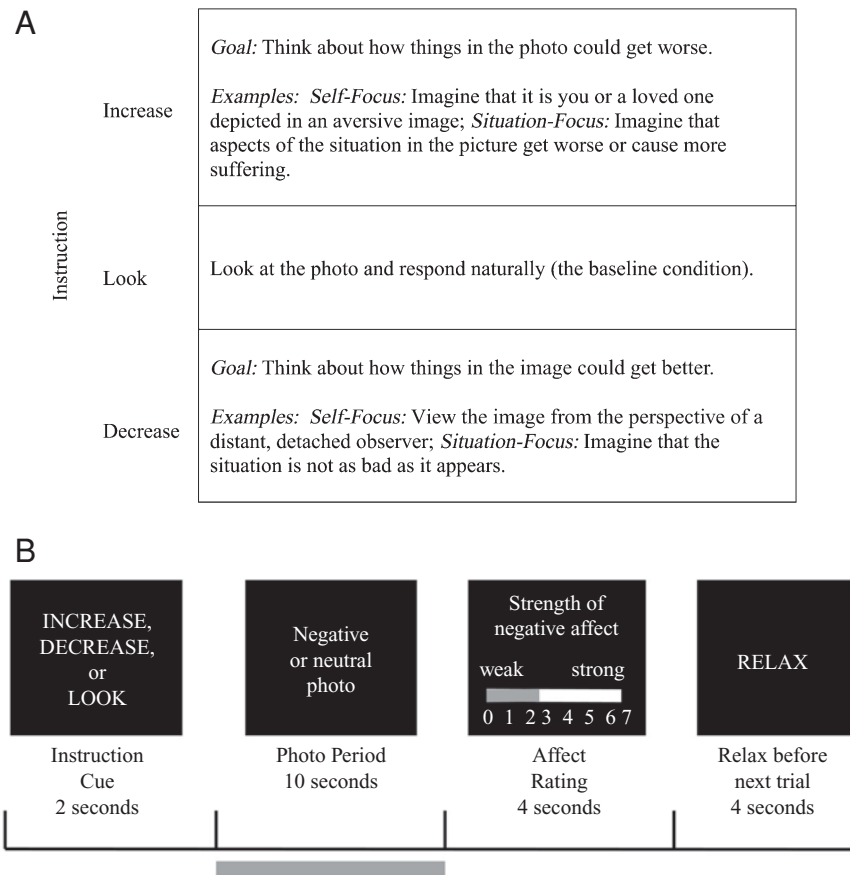 A
Goal: Think about how things in the photo could get worse.
Increase
Examples: Self-Focus: Imagine that it is you or a loved one
depicted in an aversive image; Situation-Focus: Imagine that
aspects of the situation in the picture get worse or cause more
suffering.
Instruction
Look
Look at the photo and respond naturally (the baseline condition).
Goal: Think about how things in the image could get better.
Decrease
Examples: Self-Focus: View the image from the perspective of a
distant, detached observer; Situation-Focus: Imagine that the
situation is not as bad as it appears.
B
INCREASE,
DECREASE,
or
LOOK
Instruction
Cue
2 seconds
Negative
or neutral
photo
Photo Period
10 seconds
Strength of
negative affect
weak strong
0 1 2 3 4 5 6 7
Affect
Rating
4 seconds
RELAX
Relax before
next trial
4 seconds